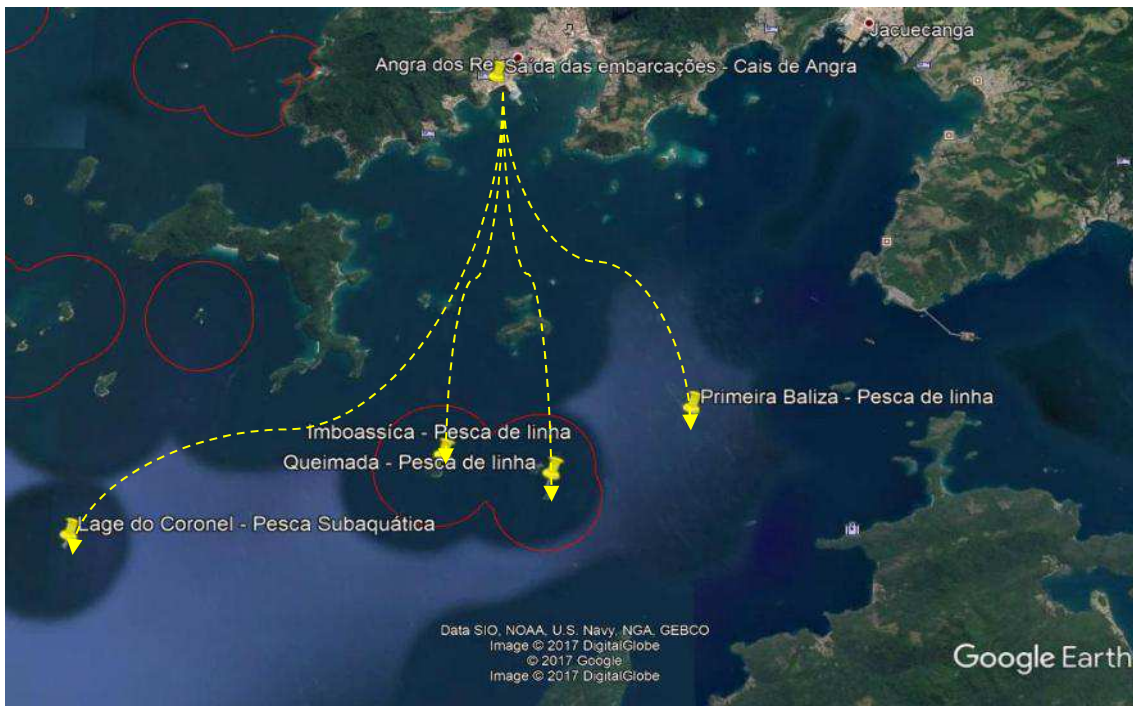 Jacuecanga
Angra dos Re
Saída das embarcações - Cais de Angra
Primeira Baliza - Pesca de linha
Imboassíca - Pesca de linha
Queimada - Pesca de linha
Lage do Coronel - Pesca Subaquática
Data SIO, NOAA, U.S. Navy, NGA, GEBCO
Image © 2017 DigitalGlobe
© 2017 Google
Image © 2017 DigitalGlobe
Google Earth